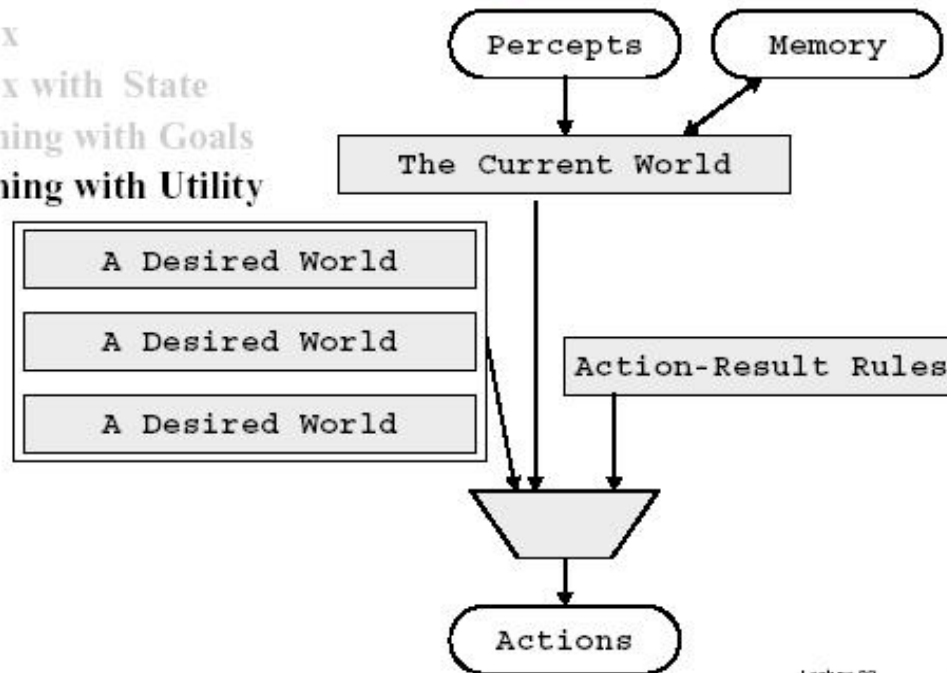 x
x with State
ning with Goals
ning with Utility
Percepts
Memory
The Current World
A Desired World
A Desired World
A Desired World
Action-Result Rules
Actions